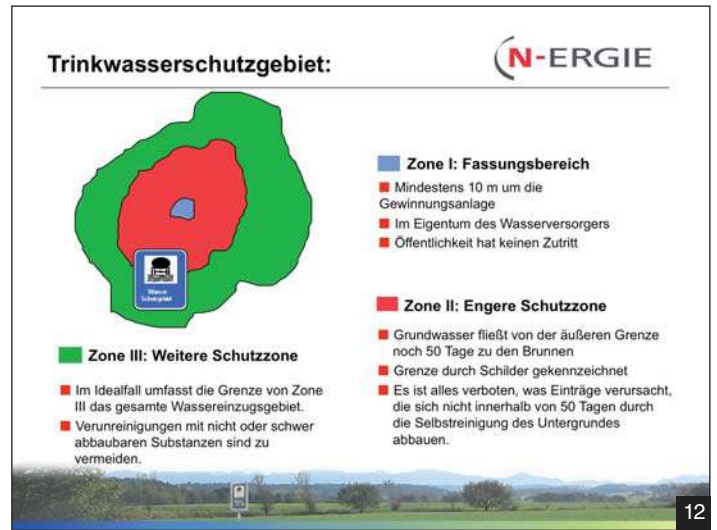 Trinkwasserschutzgebiet:
N-ERGIE
Wasser
Schutzgebiet
Zone I: Fassungsbereich
Mindestens 10 m um die
Gewinnungsanlage
Im Eigentum des Wasserversorgers
Öffentlichkeit hat keinen Zutritt
Zone II: Engere Schutzzone
Grundwasser fließt von der äußeren Grenze
noch 50 Tage zu den Brunnen
Grenze durch Schilder gekennzeichnet
Es ist alles verboten, was Einträge verursacht,
die sich nicht innerhalb von 50 Tagen durch
die Selbstreinigung des Untergrundes
abbauen.
Zone III: Weitere Schutzzone
Im Idealfall umfasst die Grenze von Zone
III das gesamte Wassereinzugsgebiet.
Verunreinigungen mit nicht oder schwer
abbaubaren Substanzen sind zu
vermeiden.
12